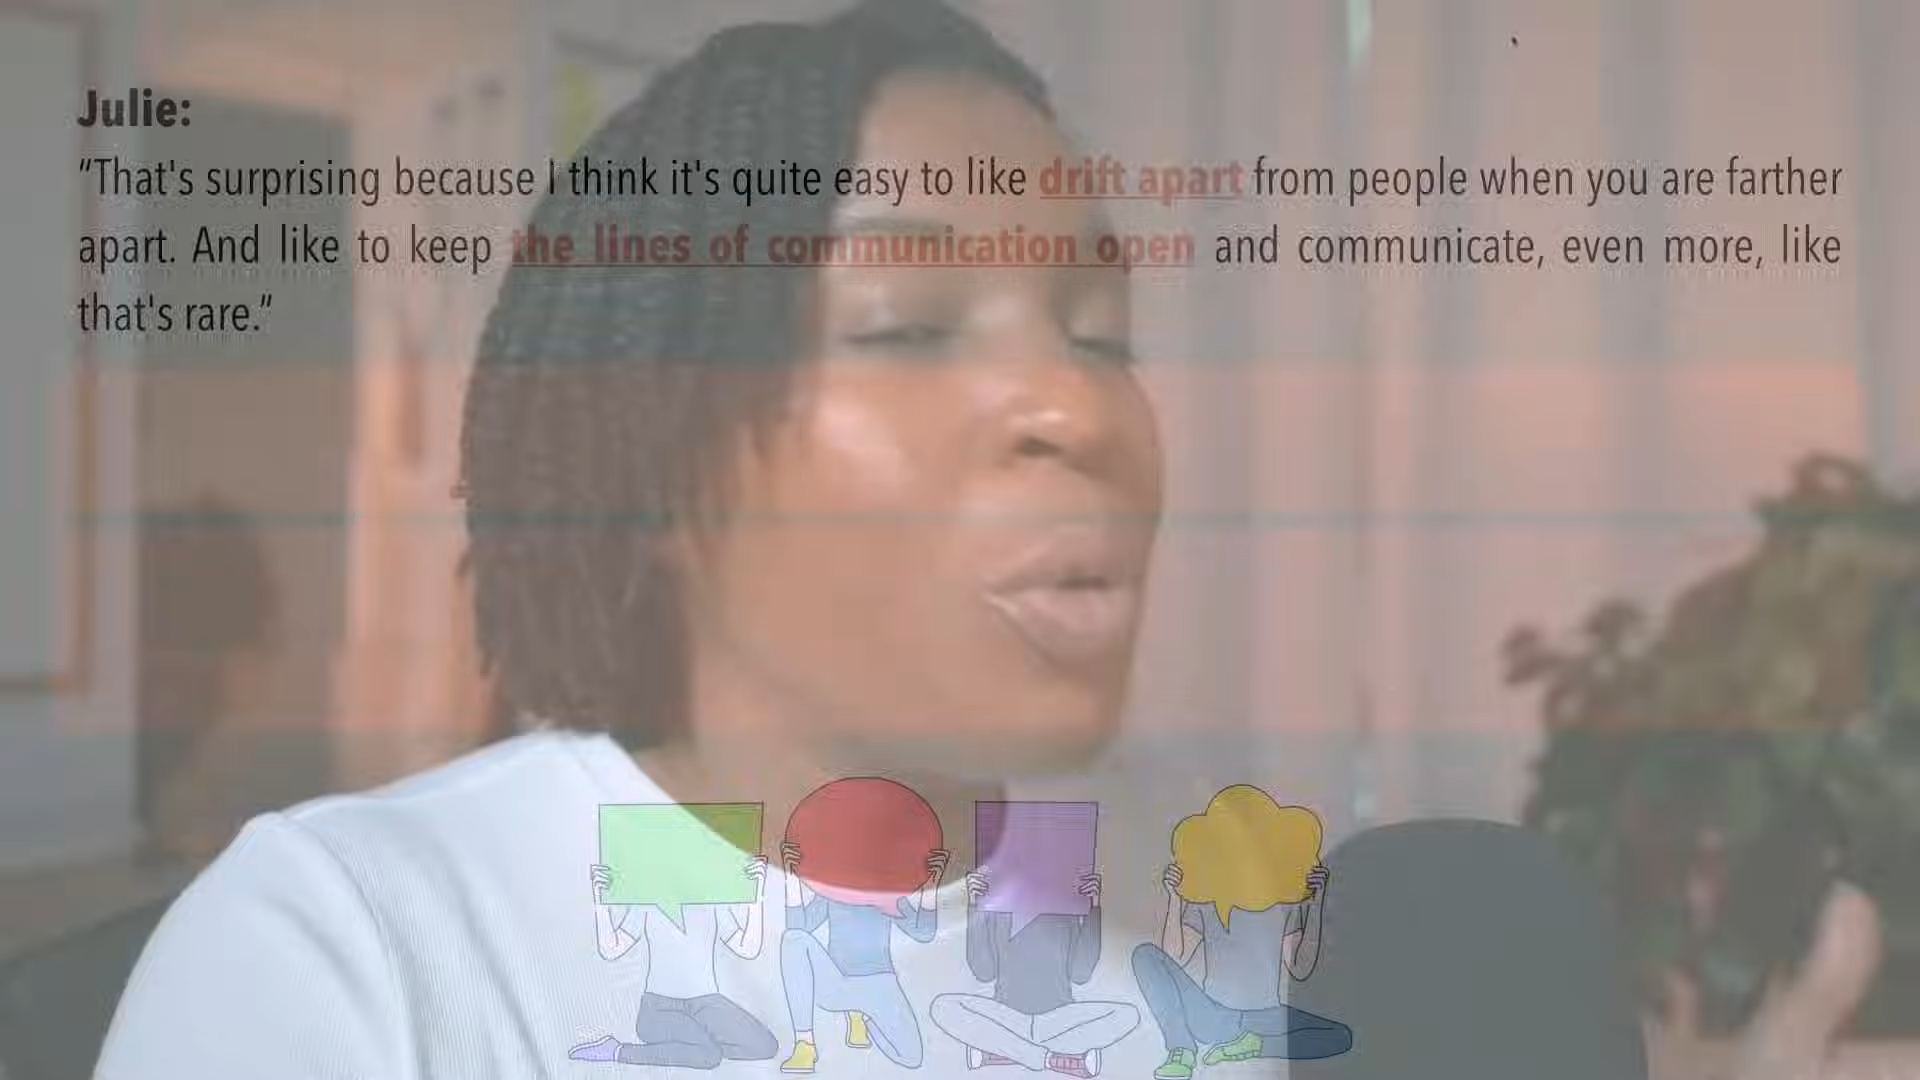 Julie:
“That's surprising because I think it's quite easy to like drift apart from people when you are farther
apart. And like to keep the lines of communication open and communicate, even more, like
that's rare.”